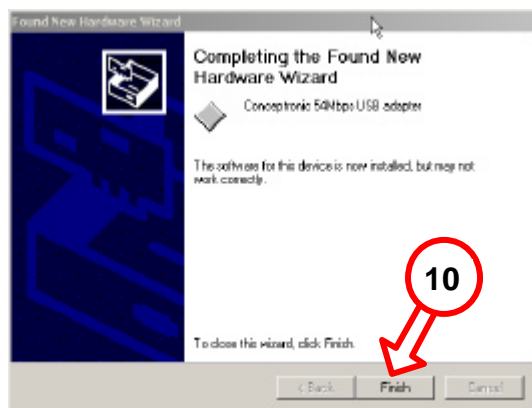 Found New Hardware Wizard
Completing the Found New
Hardware Wizard
Conceptronic 54Mbps USB adapter
The software for this device is now installed, but may not
work correctly.
10
To close this wizard, click Finish.
< Back
Finish
Cancel